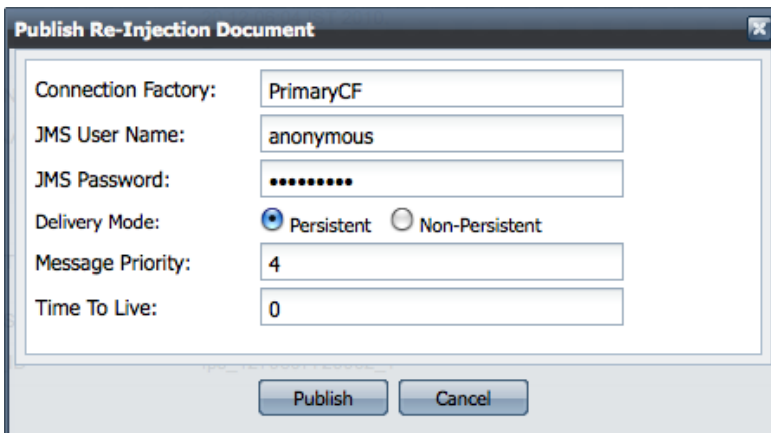 Publish Re-Injection Document
Connection Factory: PrimaryCF
JMS User Name: anonymous
JMS Password: •••••••••
Delivery Mode: Persistent Non-Persistent
Message Priority: 4
Time To Live: 0
Publish Cancel